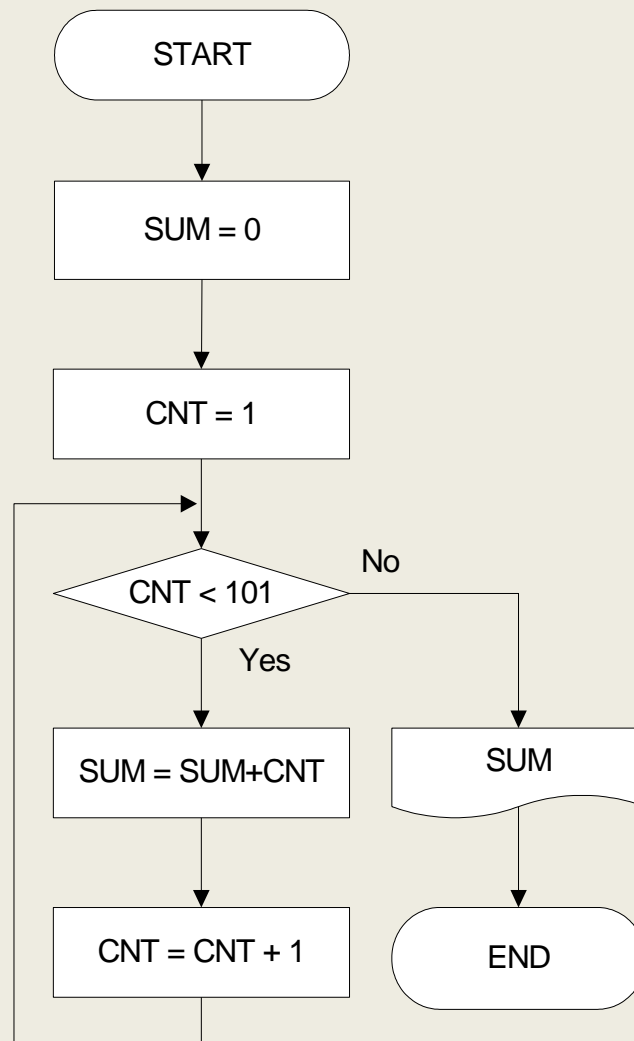 START
SUM = 0
CNT = 1
CNT < 101
No
Yes
SUM = SUM+CNT
SUM
CNT = CNT + 1
END